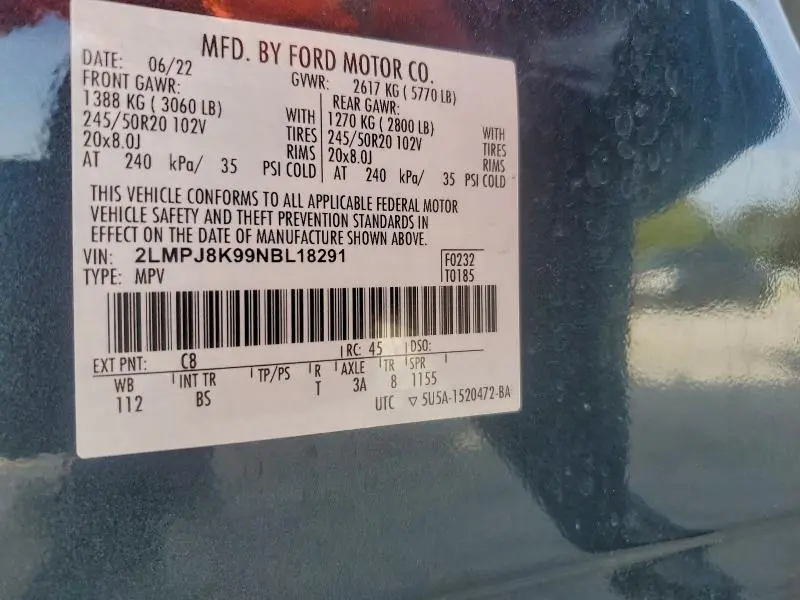 MFD. BY FORD MOTOR CO.
DATE: 06/22 GVWR: 2617 KG ( 5770 LB)
FRONT GAWR: REAR GAWR:
1388 KG ( 3060 LB) WITH 1270 KG ( 2800 LB) WITH
245/50R20 102V TIRES 245/50R20 102V TIRES
20x8.0J RIMS 20x8.0J RIMS
AT 240 kPa/ 35 PSI COLD AT 240 kPa/ 35 PSI COLD
THIS VEHICLE CONFORMS TO ALL APPLICABLE FEDERAL MOTOR
VEHICLE SAFETY AND THEFT PREVENTION STANDARDS IN
EFFECT ON THE DATE OF MANUFACTURE SHOWN ABOVE.
VIN: 2LMPJ8K99NBL18291 F0232
TYPE: MPV T0185
EXT PNT: C8 RC: 45 DSO:
WB INT TR TP/PS R AXLE TR SPR
112 BS T 3A 8 1155
UTC ▽ 5U5A-1520472-BA